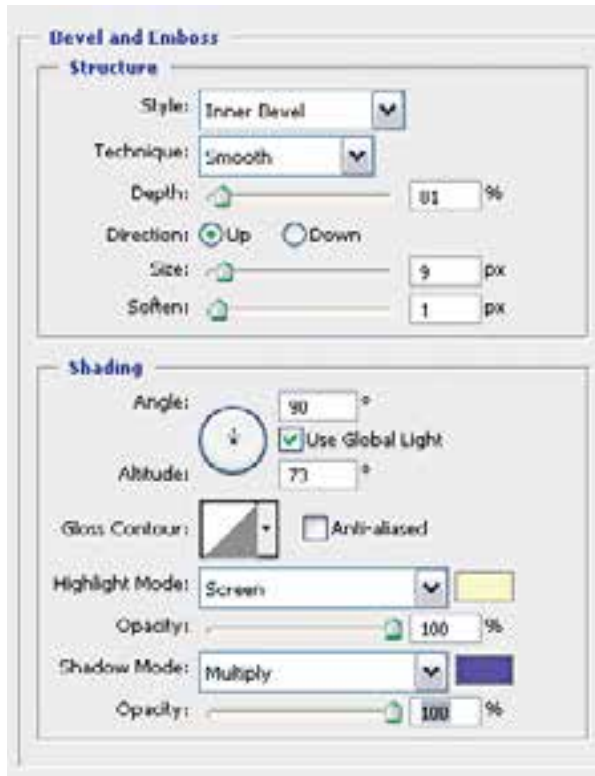 Bevel and Emboss
Structure
Style: Inner Bevel
Technique: Smooth
Depth: 81 %
Direction: Up Down
Size: 9 px
Soften: 1 px
Shading
Angle: 90 °
Use Global Light
Altitude: 73 °
Gloss Contour: Anti-aliased
Highlight Mode: Screen
Opacity: 100 %
Shadow Mode: Multiply
Opacity: 100 %